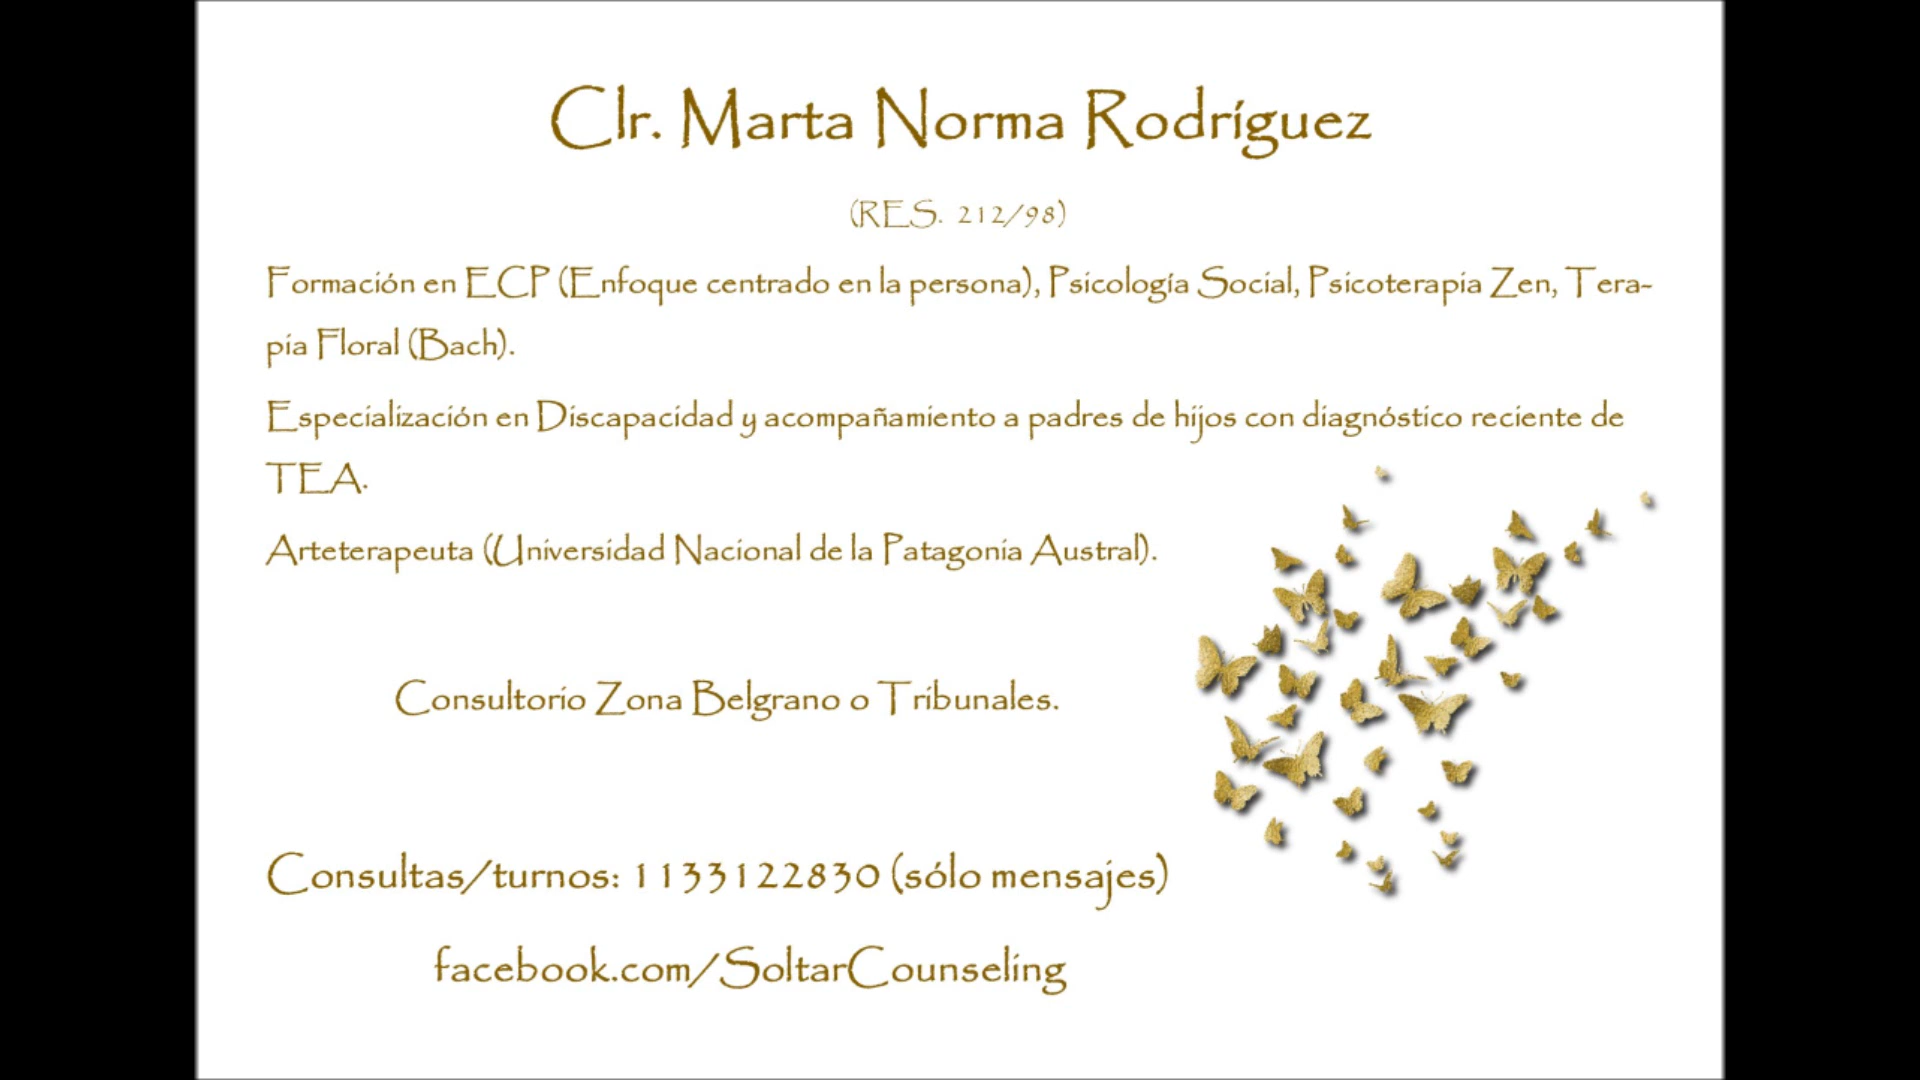 Clr. Marta Norma Rodríguez
(RES. 212/98)
Formación en ECP (Enfoque centrado en la persona), Psicología Social, Psicoterapia Zen, Tera-
pia Floral (Bach).
Especialización en Discapacidad y acompañamiento a padres de hijos con diagnóstico reciente de
TEA.
Arteterapeuta (Universidad Nacional de la Patagonia Austral).
Consultorio Zona Belgrano o Tribunales.
Consultas/turnos: 1133122830 (sólo mensajes)
facebook.com/SoltarCounseling